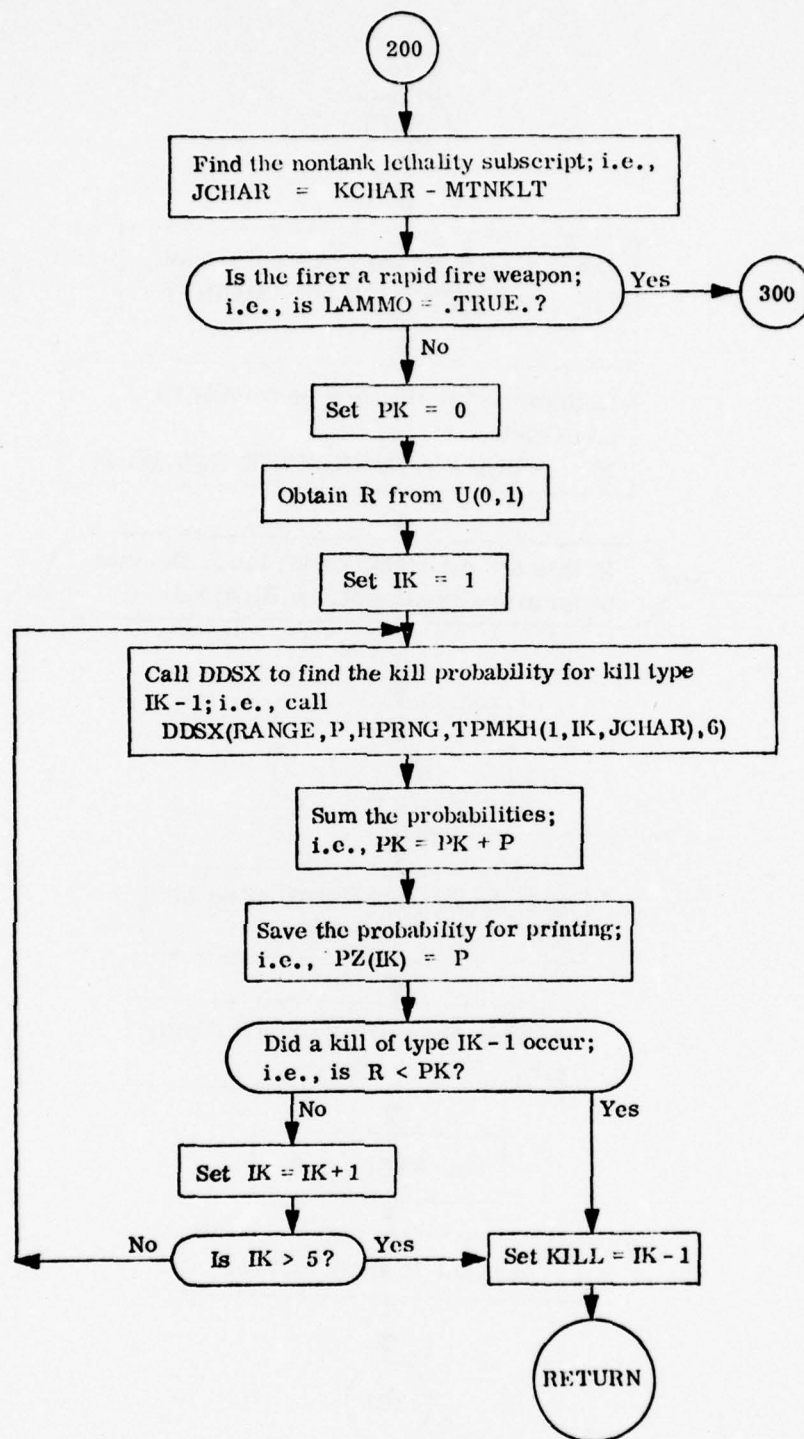 200
Find the nontank lethality subscript; i.e.,
JCHAR = KCHAR - MTNKLT
Is the firer a rapid fire weapon;
i.e., is LAMMO = .TRUE.?
Yes
300
No
Set PK = 0
Obtain R from U(0,1)
Set IK = 1
Call DDSX to find the kill probability for kill type
IK-1; i.e., call
DDSX(RANGE,P,HPRNG,TPMKH(1,IK,JCHAR),6)
Sum the probabilities;
i.e., PK = PK + P
Save the probability for printing;
i.e., PZ(IK) = P
Did a kill of type IK-1 occur;
i.e., is R < PK?
No
Yes
Set IK = IK+1
No
Is IK > 5?
Yes
Set KILL = IK-1
RETURN